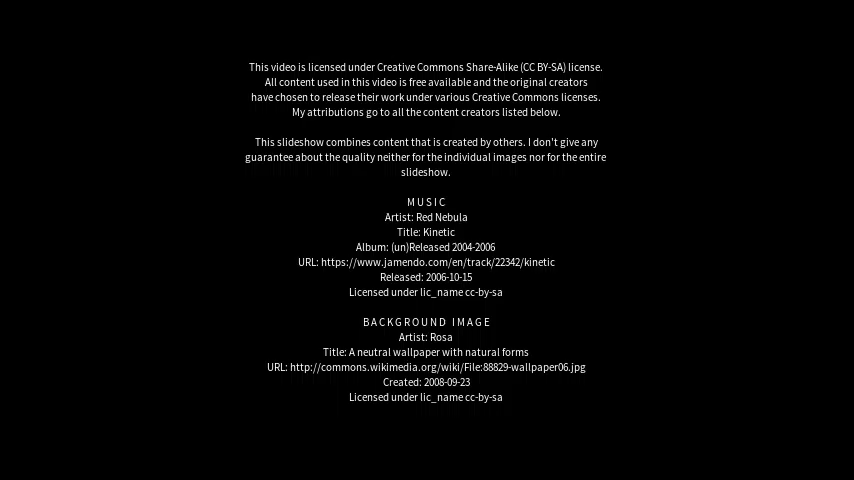 This video is licensed under Creative Commons Share-Alike (CC BY-SA) license.
All content used in this video is free available and the original creators
have chosen to release their work under various Creative Commons licenses.
My attributions go to all the content creators listed below.
This slideshow combines content that is created by others. I don't give any
guarantee about the quality neither for the individual images nor for the entire
slideshow.
MUSIC
Artist: Red Nebula
Title: Kinetic
Album: (un)Released 2004-2006
URL: https://www.jamendo.com/en/track/22342/kinetic
Released: 2006-10-15
Licensed under lic_name cc-by-sa
BACKGROUND IMAGE
Artist: Rosa
Title: A neutral wallpaper with natural forms
URL: http://commons.wikimedia.org/wiki/File:88829-wallpaper06.jpg
Created: 2008-09-23
Licensed under lic_name cc-by-sa